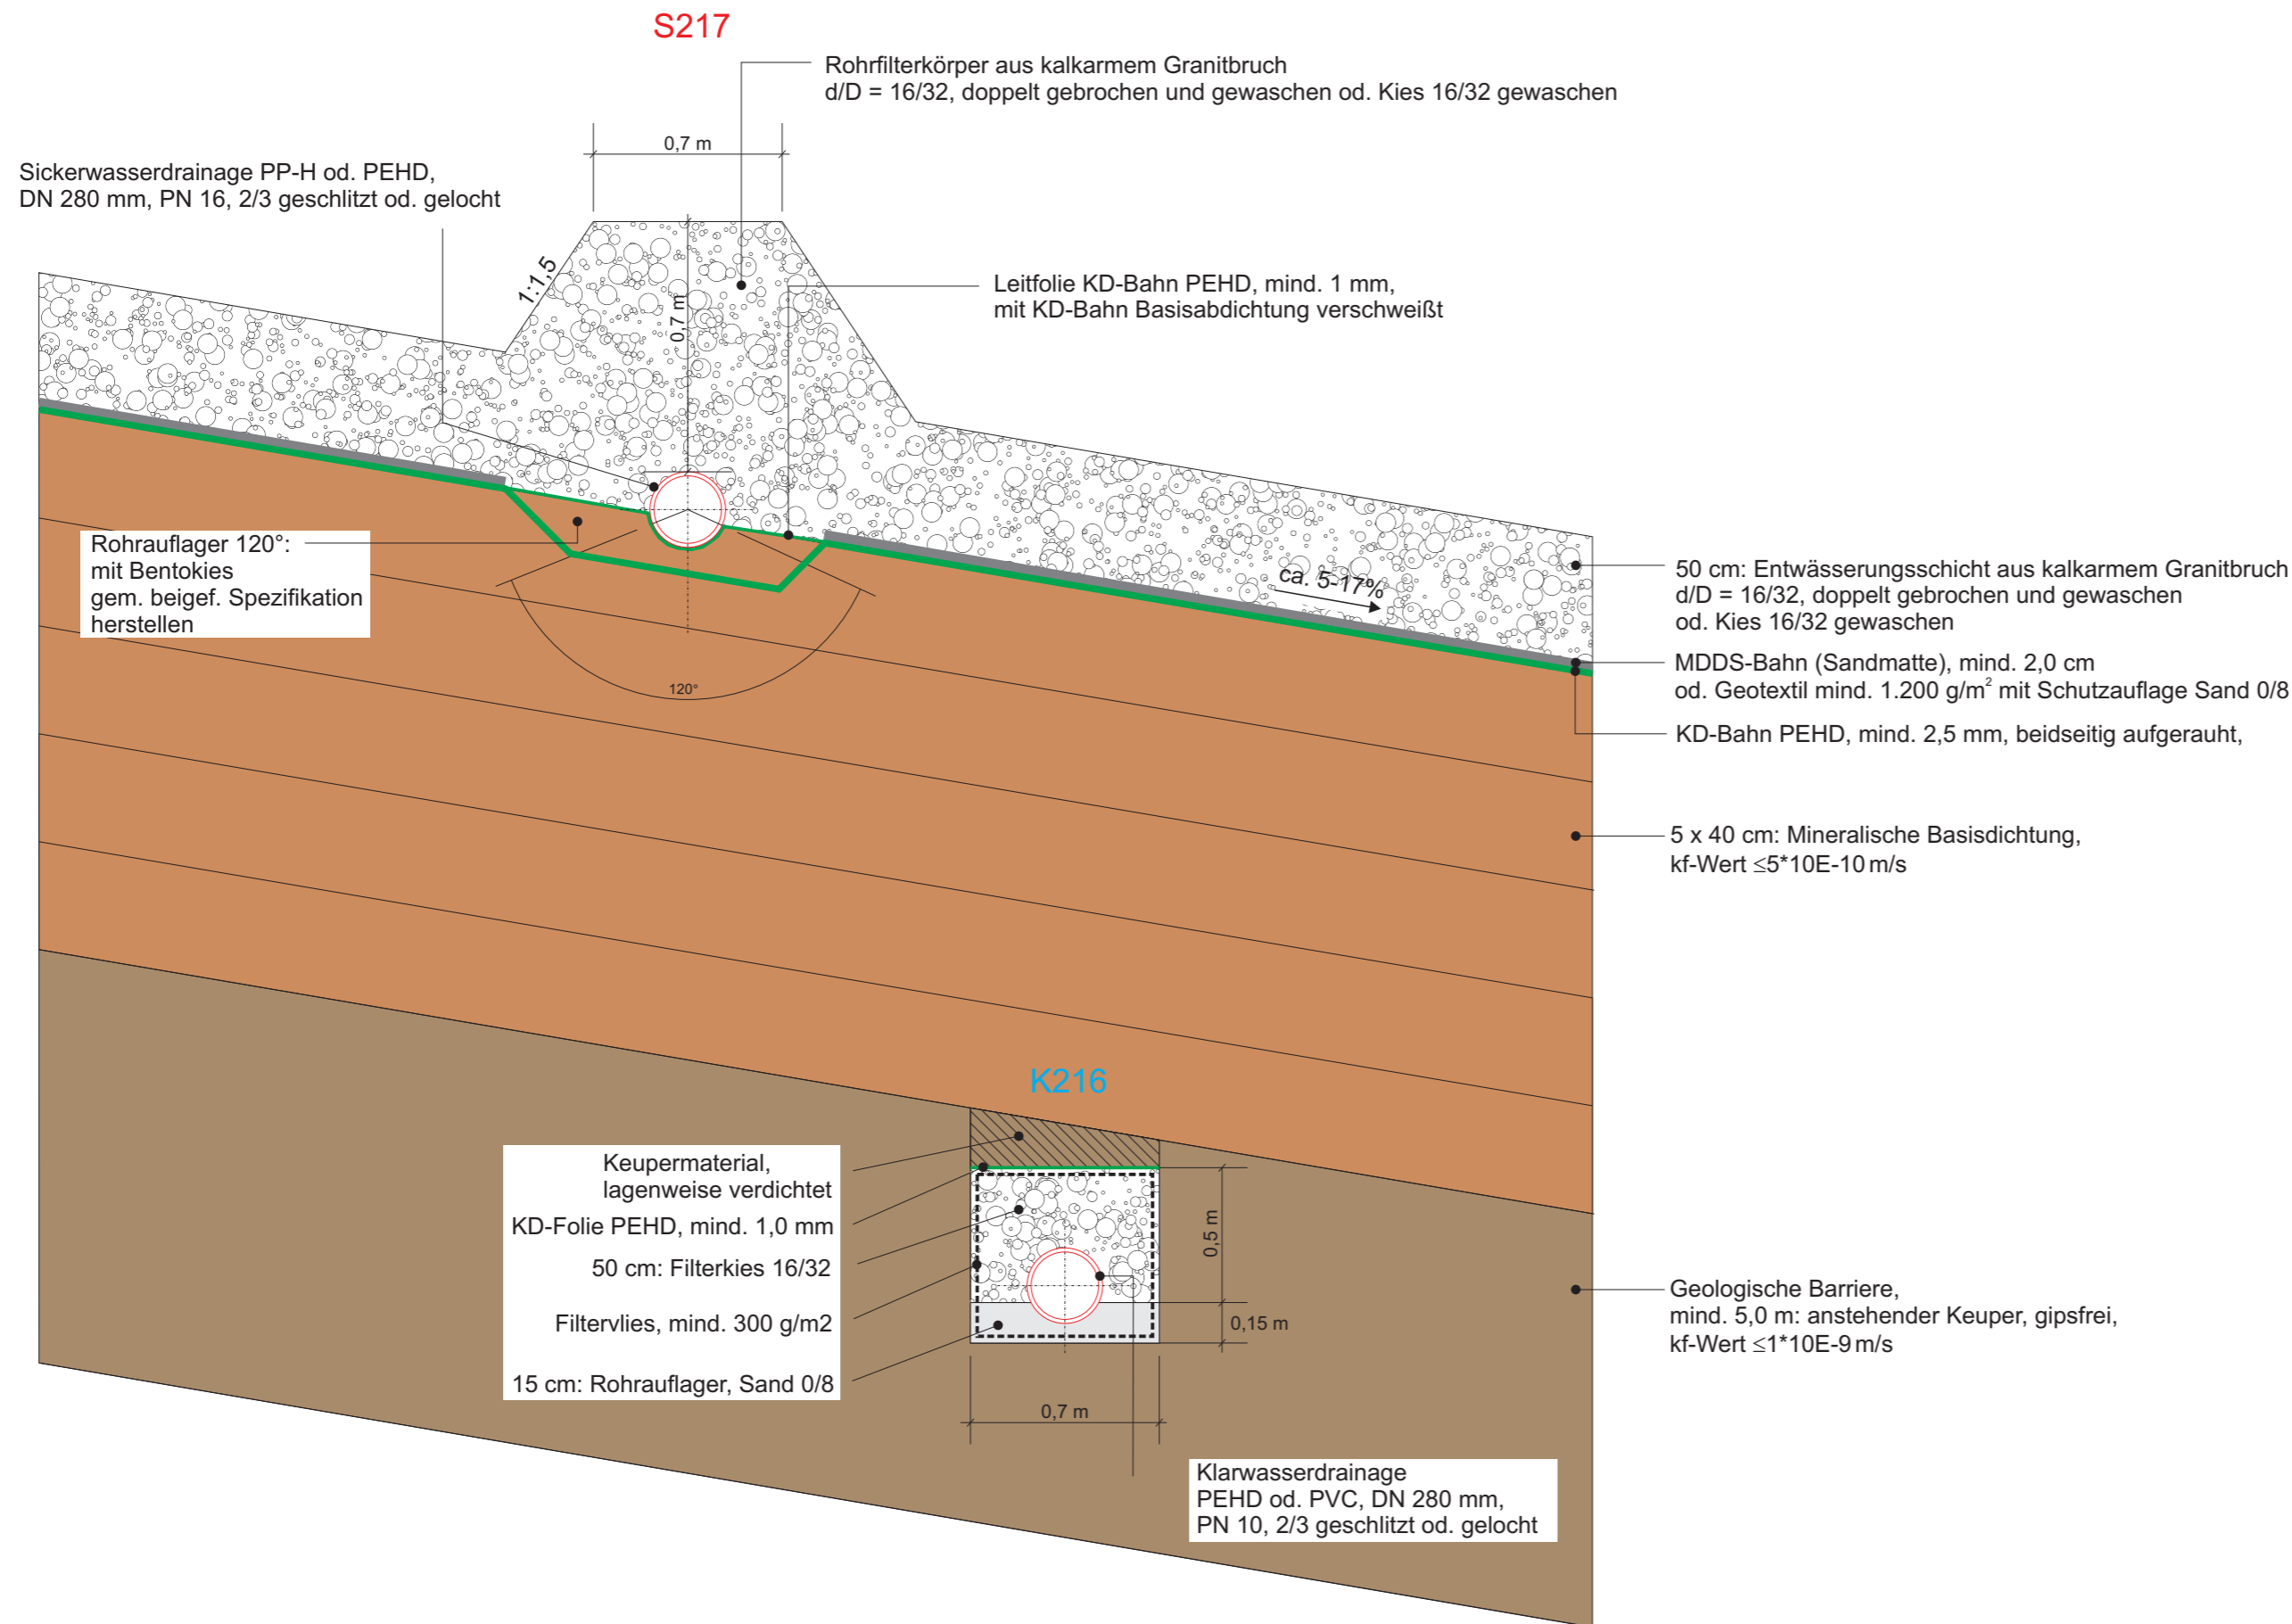 S217
Rohrfilterkörper aus kalkarmem Granitbruch
d/D = 16/32, doppelt gebrochen und gewaschen od. Kies 16/32 gewaschen
0,7 m
Sickerwasserdrainage PP-H od. PEHD,
DN 280 mm, PN 16, 2/3 geschlitzt od. gelocht
1:1,5
0,7 m
Leitfolie KD-Bahn PEHD, mind. 1 mm,
mit KD-Bahn Basisabdichtung verschweißt
Rohrauflager 120°:
mit Bentokies
gem. beigef. Spezifikation
herstellen
120°
ca. 5-17%
50 cm: Entwässerungsschicht aus kalkarmem Granitbruch
d/D = 16/32, doppelt gebrochen und gewaschen
od. Kies 16/32 gewaschen
MDDS-Bahn (Sandmatte), mind. 2,0 cm
od. Geotextil mind. 1.200 g/m² mit Schutzauflage Sand 0/8
KD-Bahn PEHD, mind. 2,5 mm, beidseitig aufgerauht,
5 x 40 cm: Mineralische Basisdichtung,
kf-Wert ≤5*10E-10 m/s
K216
Keupermaterial,
lagenweise verdichtet
KD-Folie PEHD, mind. 1,0 mm
50 cm: Filterkies 16/32
Filtervlies, mind. 300 g/m2
15 cm: Rohrauflager, Sand 0/8
0,5 m
0,15 m
0,7 m
Geologische Barriere,
mind. 5,0 m: anstehender Keuper, gipsfrei,
kf-Wert ≤1*10E-9 m/s
Klarwasserdrainage
PEHD od. PVC, DN 280 mm,
PN 10, 2/3 geschlitzt od. gelocht